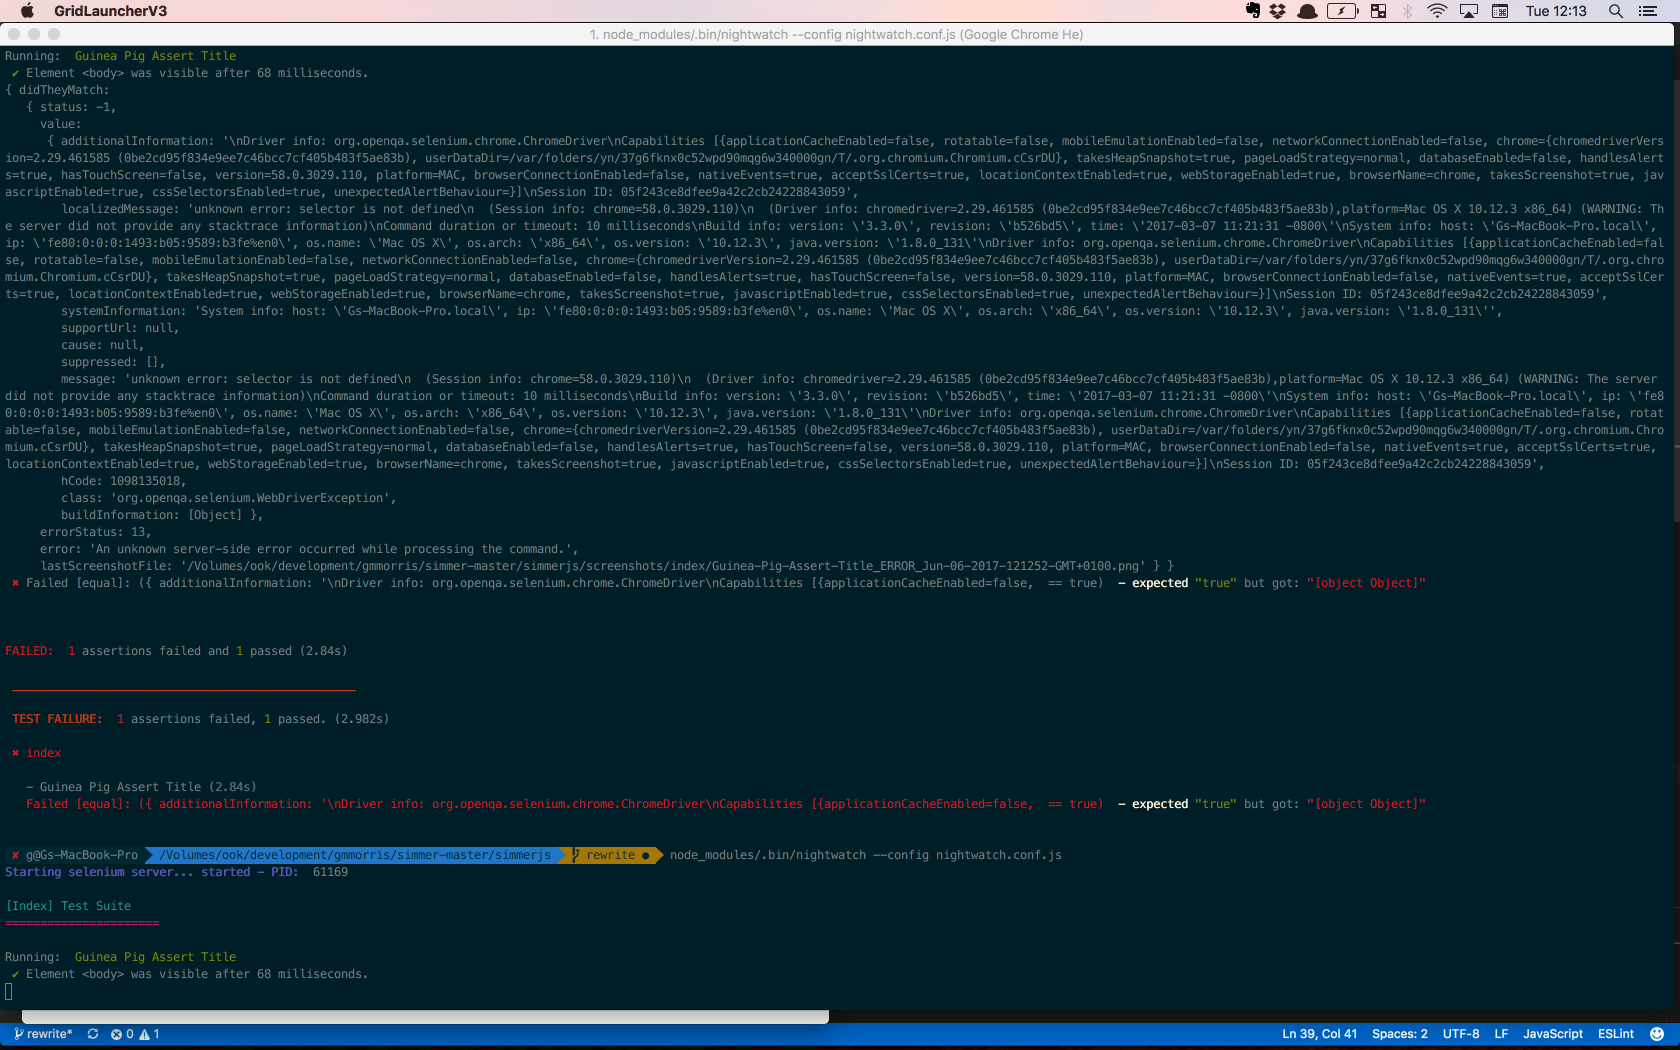 GridLauncherV3
Tue 12:13
1. node_modules/.bin/nightwatch --config nightwatch.conf.js (Google Chrome He)
Running:  Guinea Pig Assert Title
✔ Element <body> was visible after 68 milliseconds.
{ didTheyMatch:
{ status: -1,
value:
{ additionalInformation: '\nDriver info: org.openqa.selenium.chrome.ChromeDriver\nCapabilities [{applicationCacheEnabled=false, rotatable=false, mobileEmulationEnabled=false, networkConnectionEnabled=false, chrome={chromedriverVers
ion=2.29.461585 (0be2cd95f834e9ee7c46bcc7cf405b483f5ae83b), userDataDir=/var/folders/yn/37g6fknx0c52wpd90mqg6w340000gn/T/.org.chromium.Chromium.cCsrDU}, takesHeapSnapshot=true, pageLoadStrategy=normal, databaseEnabled=false, handlesAlert
s=true, hasTouchScreen=false, version=58.0.3029.110, platform=MAC, browserConnectionEnabled=false, nativeEvents=true, acceptSslCerts=true, locationContextEnabled=true, webStorageEnabled=true, browserName=chrome, takesScreenshot=true, jav
ascriptEnabled=true, cssSelectorsEnabled=true, unexpectedAlertBehaviour=}]\nSession ID: 05f243ce8dfee9a42c2cb24228843059',
localizedMessage: 'unknown error: selector is not defined\n  (Session info: chrome=58.0.3029.110)\n  (Driver info: chromedriver=2.29.461585 (0be2cd95f834e9ee7c46bcc7cf405b483f5ae83b),platform=Mac OS X 10.12.3 x86_64) (WARNING: Th
e server did not provide any stacktrace information)\nCommand duration or timeout: 10 milliseconds\nBuild info: version: \'3.3.0\', revision: \'b526bd5\', time: \'2017-03-07 11:21:31 -0800\'\nSystem info: host: \'Gs-MacBook-Pro.local\',
ip: \'fe80:0:0:0:1493:b05:9589:b3fe%en0\', os.name: \'Mac OS X\', os.arch: \'x86_64\', os.version: \'10.12.3\', java.version: \'1.8.0_131\'\nDriver info: org.openqa.selenium.chrome.ChromeDriver\nCapabilities [{applicationCacheEnabled=fal
se, rotatable=false, mobileEmulationEnabled=false, networkConnectionEnabled=false, chrome={chromedriverVersion=2.29.461585 (0be2cd95f834e9ee7c46bcc7cf405b483f5ae83b), userDataDir=/var/folders/yn/37g6fknx0c52wpd90mqg6w340000gn/T/.org.chro
mium.Chromium.cCsrDU}, takesHeapSnapshot=true, pageLoadStrategy=normal, databaseEnabled=false, handlesAlerts=true, hasTouchScreen=false, version=58.0.3029.110, platform=MAC, browserConnectionEnabled=false, nativeEvents=true, acceptSslCer
ts=true, locationContextEnabled=true, webStorageEnabled=true, browserName=chrome, takesScreenshot=true, javascriptEnabled=true, cssSelectorsEnabled=true, unexpectedAlertBehaviour=}]\nSession ID: 05f243ce8dfee9a42c2cb24228843059',
systemInformation: 'System info: host: \'Gs-MacBook-Pro.local\', ip: \'fe80:0:0:0:1493:b05:9589:b3fe%en0\', os.name: \'Mac OS X\', os.arch: \'x86_64\', os.version: \'10.12.3\', java.version: \'1.8.0_131\'',
supportUrl: null,
cause: null,
suppressed: [],
message: 'unknown error: selector is not defined\n  (Session info: chrome=58.0.3029.110)\n  (Driver info: chromedriver=2.29.461585 (0be2cd95f834e9ee7c46bcc7cf405b483f5ae83b),platform=Mac OS X 10.12.3 x86_64) (WARNING: The server
did not provide any stacktrace information)\nCommand duration or timeout: 10 milliseconds\nBuild info: version: \'3.3.0\', revision: \'b526bd5\', time: \'2017-03-07 11:21:31 -0800\'\nSystem info: host: \'Gs-MacBook-Pro.local\', ip: \'fe8
0:0:0:0:1493:b05:9589:b3fe%en0\', os.name: \'Mac OS X\', os.arch: \'x86_64\', os.version: \'10.12.3\', java.version: \'1.8.0_131\'\nDriver info: org.openqa.selenium.chrome.ChromeDriver\nCapabilities [{applicationCacheEnabled=false, rotat
able=false, mobileEmulationEnabled=false, networkConnectionEnabled=false, chrome={chromedriverVersion=2.29.461585 (0be2cd95f834e9ee7c46bcc7cf405b483f5ae83b), userDataDir=/var/folders/yn/37g6fknx0c52wpd90mqg6w340000gn/T/.org.chromium.Chro
mium.cCsrDU}, takesHeapSnapshot=true, pageLoadStrategy=normal, databaseEnabled=false, handlesAlerts=true, hasTouchScreen=false, version=58.0.3029.110, platform=MAC, browserConnectionEnabled=false, nativeEvents=true, acceptSslCerts=true,
locationContextEnabled=true, webStorageEnabled=true, browserName=chrome, takesScreenshot=true, javascriptEnabled=true, cssSelectorsEnabled=true, unexpectedAlertBehaviour=}]\nSession ID: 05f243ce8dfee9a42c2cb24228843059',
hCode: 1098135018,
class: 'org.openqa.selenium.WebDriverException',
buildInformation: [Object] },
errorStatus: 13,
error: 'An unknown server-side error occurred while processing the command.',
lastScreenshotFile: '/Volumes/ook/development/gmmorris/simmer-master/simmerjs/screenshots/index/Guinea-Pig-Assert-Title_ERROR_Jun-06-2017-121252-GMT+0100.png' } }
✖ Failed [equal]: ({ additionalInformation: '\nDriver info: org.openqa.selenium.chrome.ChromeDriver\nCapabilities [{applicationCacheEnabled=false,  == true)  - expected "true" but got: "[object Object]"
FAILED:  1 assertions failed and 1 passed (2.84s)
TEST FAILURE:  1 assertions failed, 1 passed. (2.982s)
✖ index
- Guinea Pig Assert Title (2.84s)
Failed [equal]: ({ additionalInformation: '\nDriver info: org.openqa.selenium.chrome.ChromeDriver\nCapabilities [{applicationCacheEnabled=false,  == true)  - expected "true" but got: "[object Object]"
✘ g@Gs-MacBook-Pro /Volumes/ook/development/gmmorris/simmer-master/simmerjs rewrite ● node_modules/.bin/nightwatch --config nightwatch.conf.js
Starting selenium server... started - PID:  61169
[Index] Test Suite
======================
Running:  Guinea Pig Assert Title
✔ Element <body> was visible after 68 milliseconds.
rewrite* 0 1 Ln 39, Col 41 Spaces: 2 UTF-8 LF JavaScript ESLint